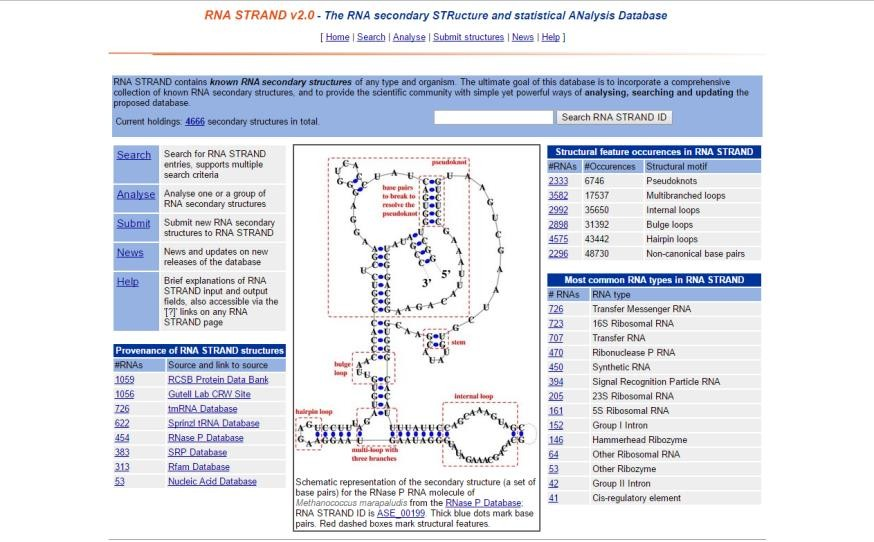 RNA STRAND v2.0 - The RNA secondary STRucture and statistical ANalysis Database
[ Home | Search | Analyse | Submit structures | News | Help ]
RNA STRAND contains known RNA secondary structures of any type and organism. The ultimate goal of this database is to incorporate a comprehensive
collection of known RNA secondary structures, and to provide the scientific community with simple yet powerful ways of analysing, searching and updating the
proposed database.
Current holdings: 4666 secondary structures in total.
Search RNA STRAND ID
Search Search for RNA STRAND
entries, supports multiple
search criteria
Analyse Analyse one or a group of
RNA secondary structures
Submit Submit new RNA secondary
structures to RNA STRAND
News News and updates on new
releases of the database
Help Brief explanations of RNA
STRAND input and output
fields, also accessible via the
'[?]' links on any RNA
STRAND page
Provenance of RNA STRAND structures
#RNAs Source and link to source
1059 RCSB Protein Data Bank
1056 Gutell Lab CRW Site
726 tmRNA Database
622 Sprinzl tRNA Database
454 RNase P Database
383 SRP Database
313 Rfam Database
53 Nucleic Acid Database
pseudoknot
base pairs
to break to
resolve the
pseudoknot
5'
3'
stem
bulge
loop
internal loop
hairpin loop
multi-loop with
three branches
Schematic representation of the secondary structure (a set of
base pairs) for the RNase P RNA molecule of
Methanococcus marapaludis from the RNase P Database;
RNA STRAND ID is ASE_00199. Thick blue dots mark base
pairs. Red dashed boxes mark structural features.
Structural feature occurences in RNA STRAND
#RNAs #Occurences Structural motif
2333 6746 Pseudoknots
3582 17537 Multibranched loops
2992 35650 Internal loops
2898 31392 Bulge loops
4575 43442 Hairpin loops
2296 48730 Non-canonical base pairs
Most common RNA types in RNA STRAND
# RNAs RNA type
726 Transfer Messenger RNA
723 16S Ribosomal RNA
707 Transfer RNA
470 Ribonuclease P RNA
450 Synthetic RNA
394 Signal Recognition Particle RNA
205 23S Ribosomal RNA
161 5S Ribosomal RNA
152 Group I Intron
146 Hammerhead Ribozyme
64 Other Ribosomal RNA
53 Other Ribozyme
42 Group II Intron
41 Cis-regulatory element